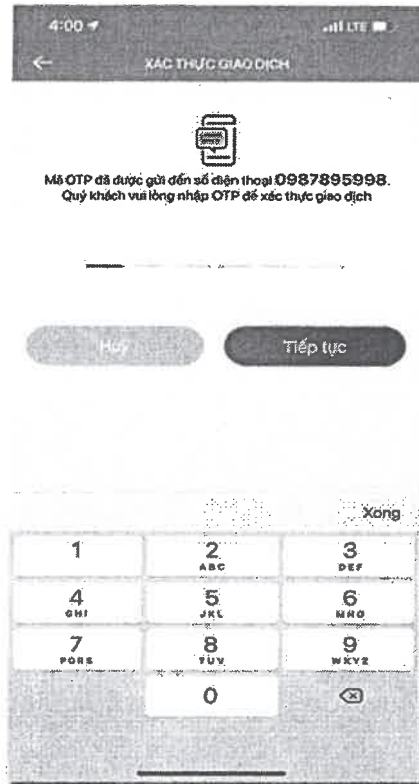 4:00
LTE
XÁC THỰC GIAO DỊCH
Mã OTP đã được gửi đến số điện thoại 0987895998.
Quý khách vui lòng nhập OTP để xác thực giao dịch
Huỷ Tiếp tục
Xong
1 2 3
ABC DEF
4 5 6
GHI JKL MNO
7 8 9
PQRS TUV WXYZ
0